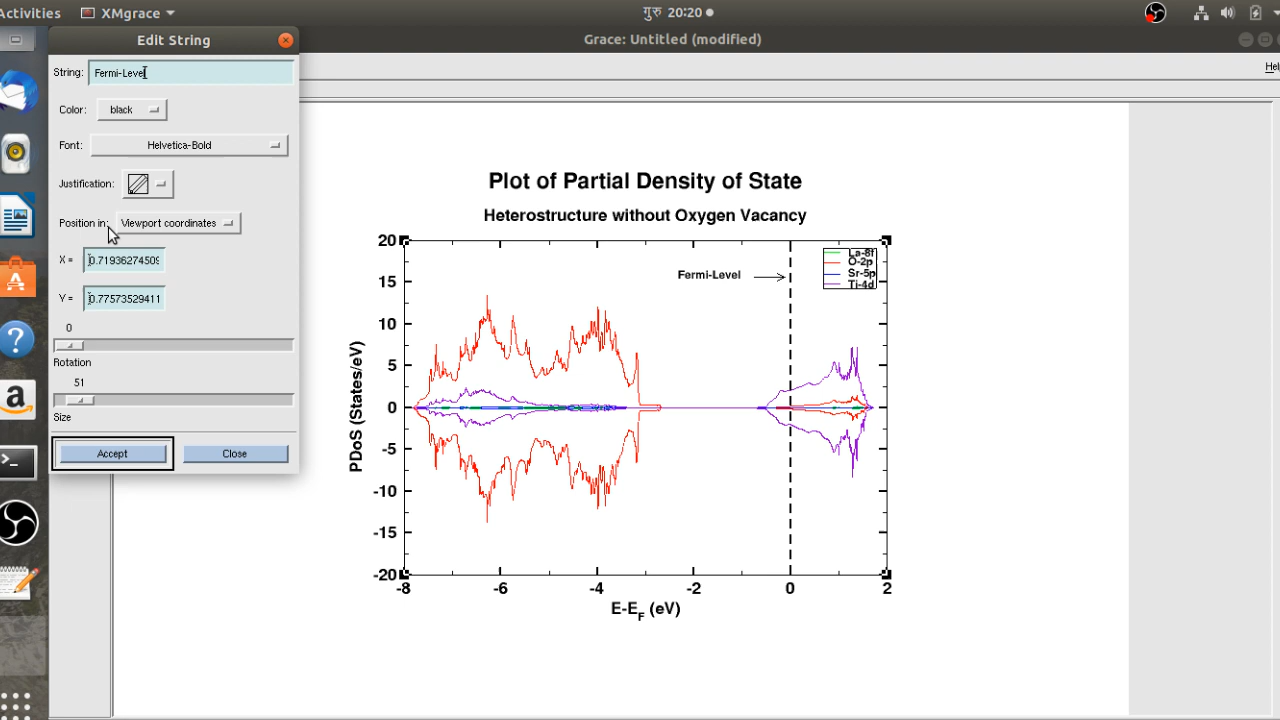 Activities XMgrace गुरु 20:20
Edit String
Grace: Untitled (modified)
String: Fermi-Level
Color: black
Font: Helvetica-Bold
Justification:
Position in: Viewport coordinates
X = 0.71936274509
Y = 0.77573529411
0
Rotation
51
Size
Accept Close
Hel
Plot of Partial Density of State
Heterostructure without Oxygen Vacancy
Fermi-Level
La-8f
O-2p
Sr-5p
Ti-4d
PDoS (States/eV)
20
15
10
5
0
-5
-10
-15
-20
-8 -6 -4 -2 0 2
E-EF (eV)